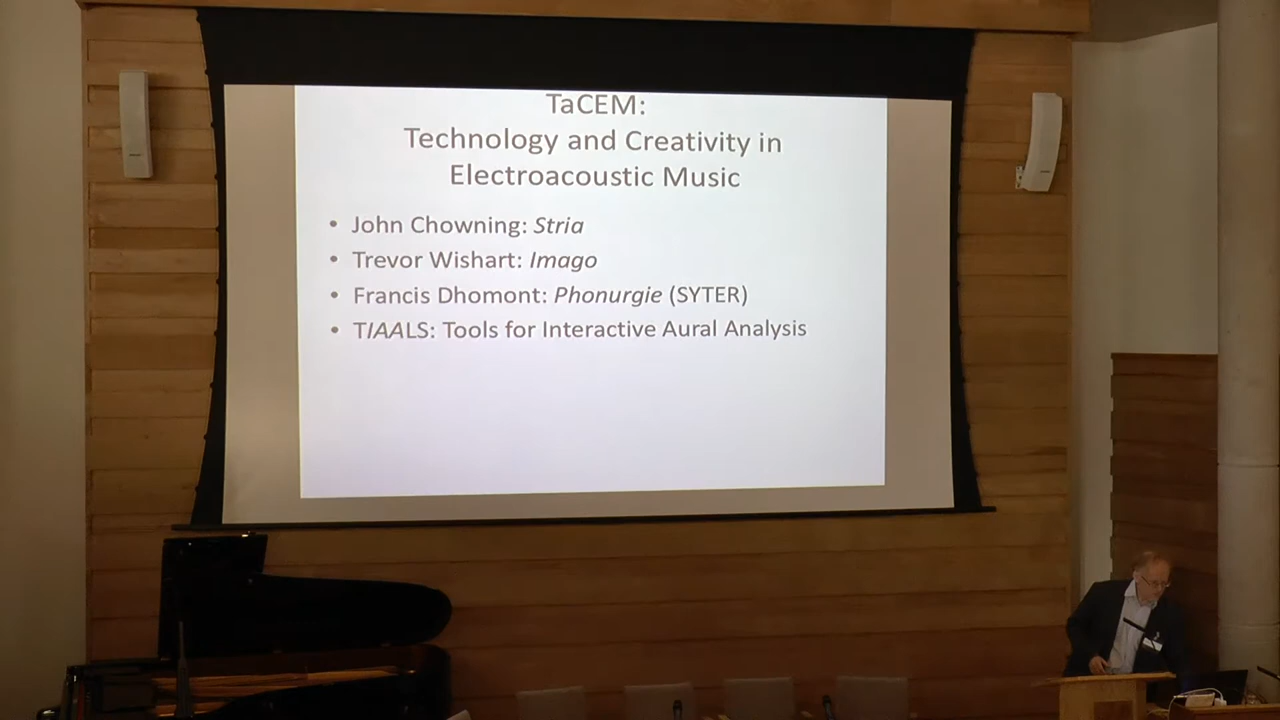 TaCEM:
Technology and Creativity in
Electroacoustic Music
• John Chowning: Stria
• Trevor Wishart: Imago
• Francis Dhomont: Phonurgie (SYTER)
• TIAALS: Tools for Interactive Aural Analysis